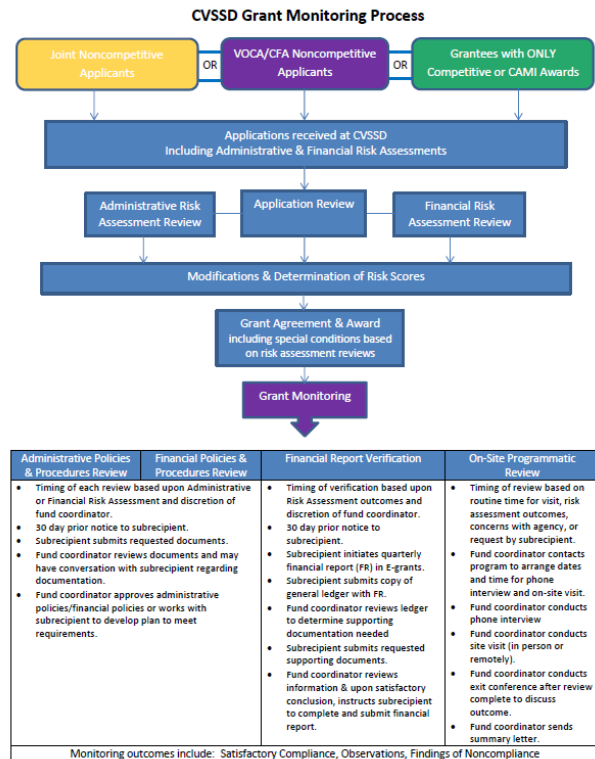 CVSSD Grant Monitoring Process
Joint Noncompetitive
Applicants
OR
VOCA/CFA Noncompetitive
Applicants
OR
Grantees with ONLY
Competitive or CAMI Awards
Applications received at CVSSD
Including Administrative & Financial Risk Assessments
Administrative Risk
Assessment Review
Application Review
Financial Risk
Assessment Review
Modifications & Determination of Risk Scores
Grant Agreement & Award
including special conditions based
on risk assessment reviews
Grant Monitoring
Administrative Policies
& Procedures Review
Financial Policies &
Procedures Review
• Timing of each review based upon Administrative
or Financial Risk Assessment and discretion of
fund coordinator.
• 30 day prior notice to subrecipient.
• Subrecipient submits requested documents.
• Fund coordinator reviews documents and may
have conversation with subrecipient regarding
documentation.
• Fund coordinator approves administrative
policies/financial policies or works with
subrecipient to develop plan to meet
requirements.
Financial Report Verification
• Timing of verification based upon
Risk Assessment outcomes and
discretion of fund coordinator.
• 30 day prior notice to
subrecipient.
• Subrecipient initiates quarterly
financial report (FR) in E-grants.
• Subrecipient submits copy of
general ledger with FR.
• Fund coordinator reviews ledger
to determine supporting
documentation needed
• Subrecipient submits requested
supporting documents.
• Fund coordinator reviews
information & upon satisfactory
conclusion, instructs subrecipient
to complete and submit financial
report.
On-Site Programmatic
Review
• Timing of review based on
routine time for visit, risk
assessment outcomes,
concerns with agency, or
request by subrecipient.
• Fund coordinator contacts
program to arrange dates
and time for phone
interview and on-site visit.
• Fund coordinator conducts
phone interview
• Fund coordinator conducts
site visit (in person or
remotely).
• Fund coordinator conducts
exit conference after review
complete to discuss
outcome.
• Fund coordinator sends
summary letter.
Monitoring outcomes include: Satisfactory Compliance, Observations, Findings of Noncompliance